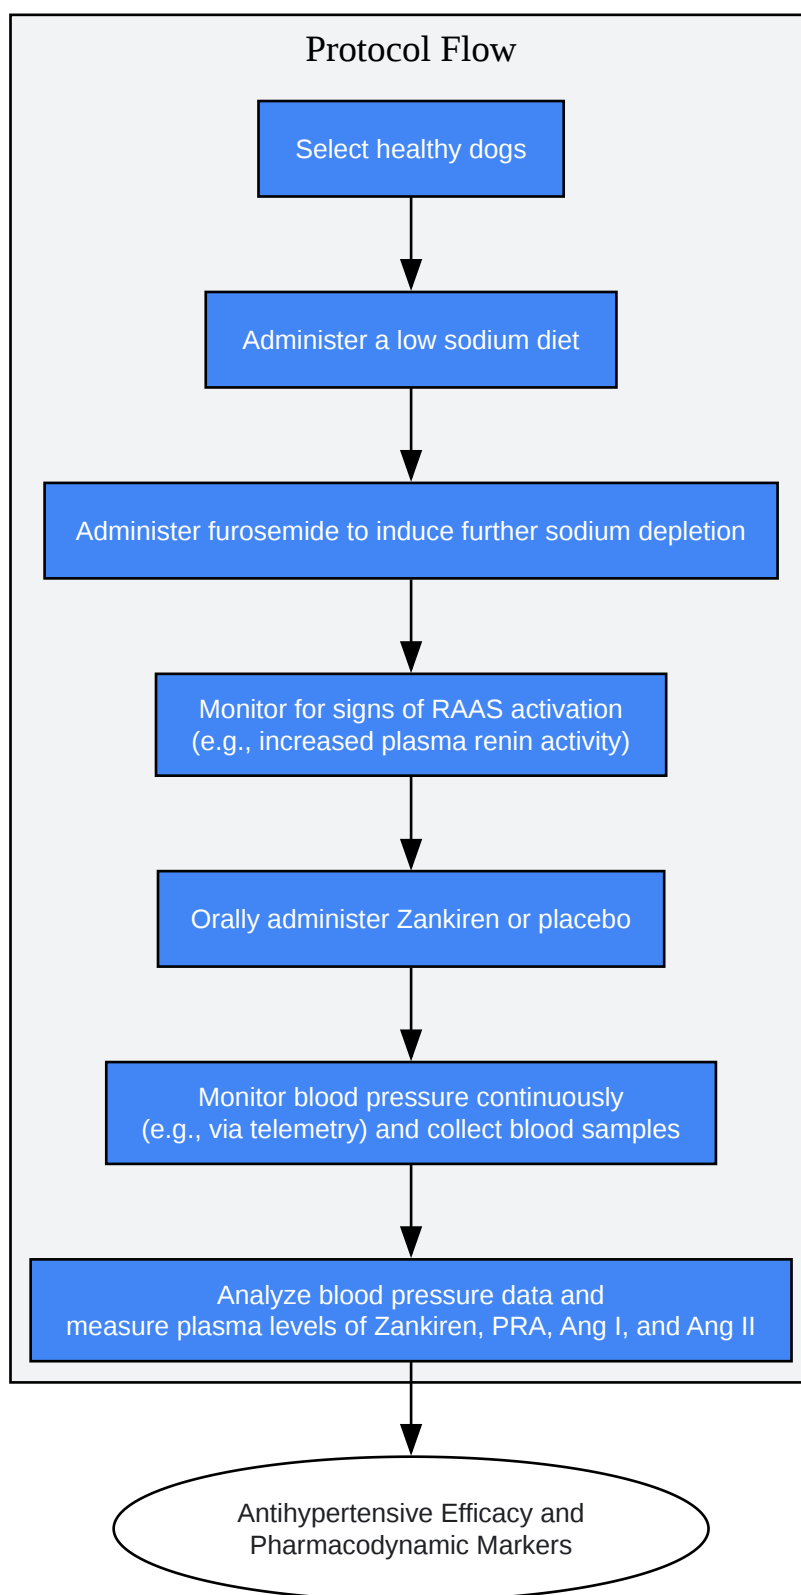 Protocol Flow
Select healthy dogs
Administer a low sodium diet
Administer furosemide to induce further sodium depletion
Monitor for signs of RAAS activation
(e.g., increased plasma renin activity)
Orally administer Zankiren or placebo
Monitor blood pressure continuously
(e.g., via telemetry) and collect blood samples
Analyze blood pressure data and
measure plasma levels of Zankiren, PRA, Ang I, and Ang II
Antihypertensive Efficacy and
Pharmacodynamic Markers